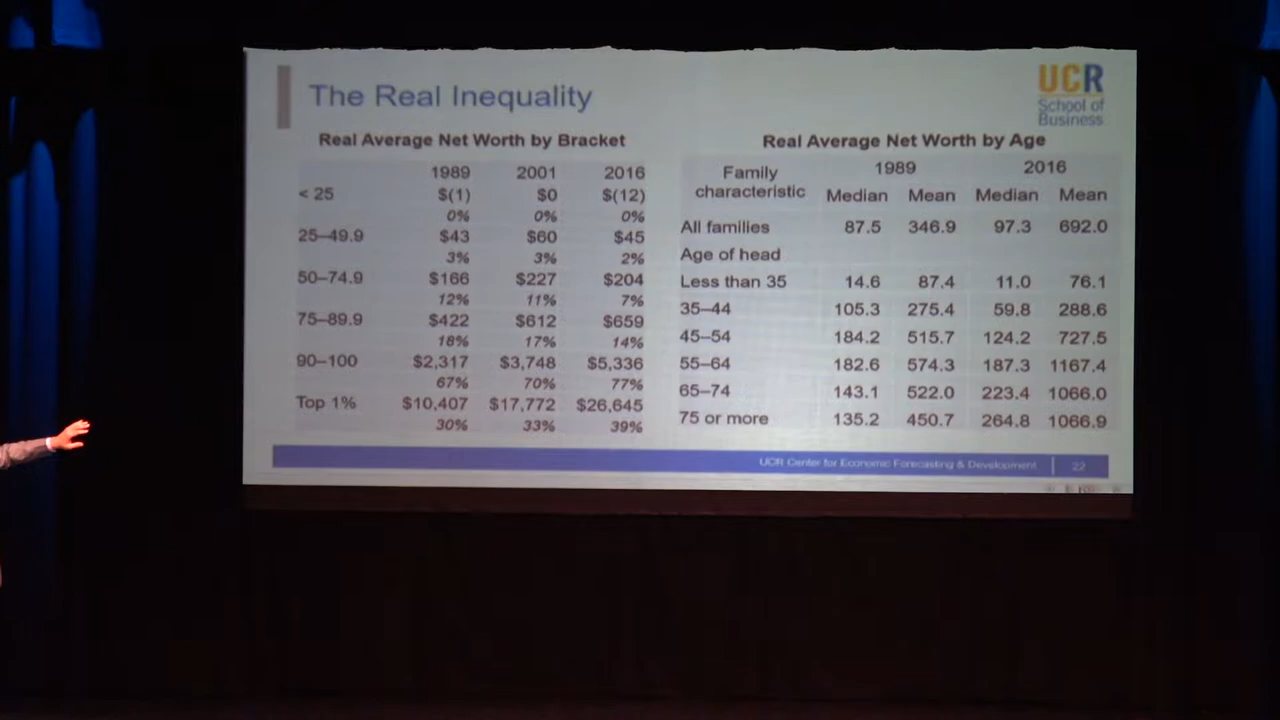 The Real Inequality
UCR
School of
Business
Real Average Net Worth by Bracket
1989 2001 2016
< 25 $(1) $0 $(12)
0% 0% 0%
25–49.9 $43 $60 $45
3% 3% 2%
50–74.9 $166 $227 $204
12% 11% 7%
75–89.9 $422 $612 $659
18% 17% 14%
90–100 $2,317 $3,748 $5,336
67% 70% 77%
Top 1% $10,407 $17,772 $26,645
30% 33% 39%
Real Average Net Worth by Age
Family
characteristic
1989 2016
Median Mean Median Mean
All families 87.5 346.9 97.3 692.0
Age of head
Less than 35 14.6 87.4 11.0 76.1
35–44 105.3 275.4 59.8 288.6
45–54 184.2 515.7 124.2 727.5
55–64 182.6 574.3 187.3 1167.4
65–74 143.1 522.0 223.4 1066.0
75 or more 135.2 450.7 264.8 1066.9
UCR Center for Economic Forecasting & Development 22